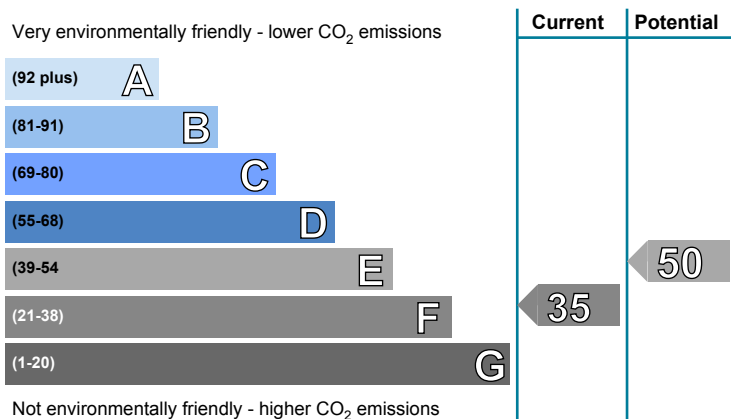 Very environmentally friendly - lower CO₂ emissions
Current
Potential
(92 plus) A
(81-91) B
(69-80) C
(55-68) D
(39-54 E
50
(21-38) F
35
(1-20) G
Not environmentally friendly - higher CO₂ emissions